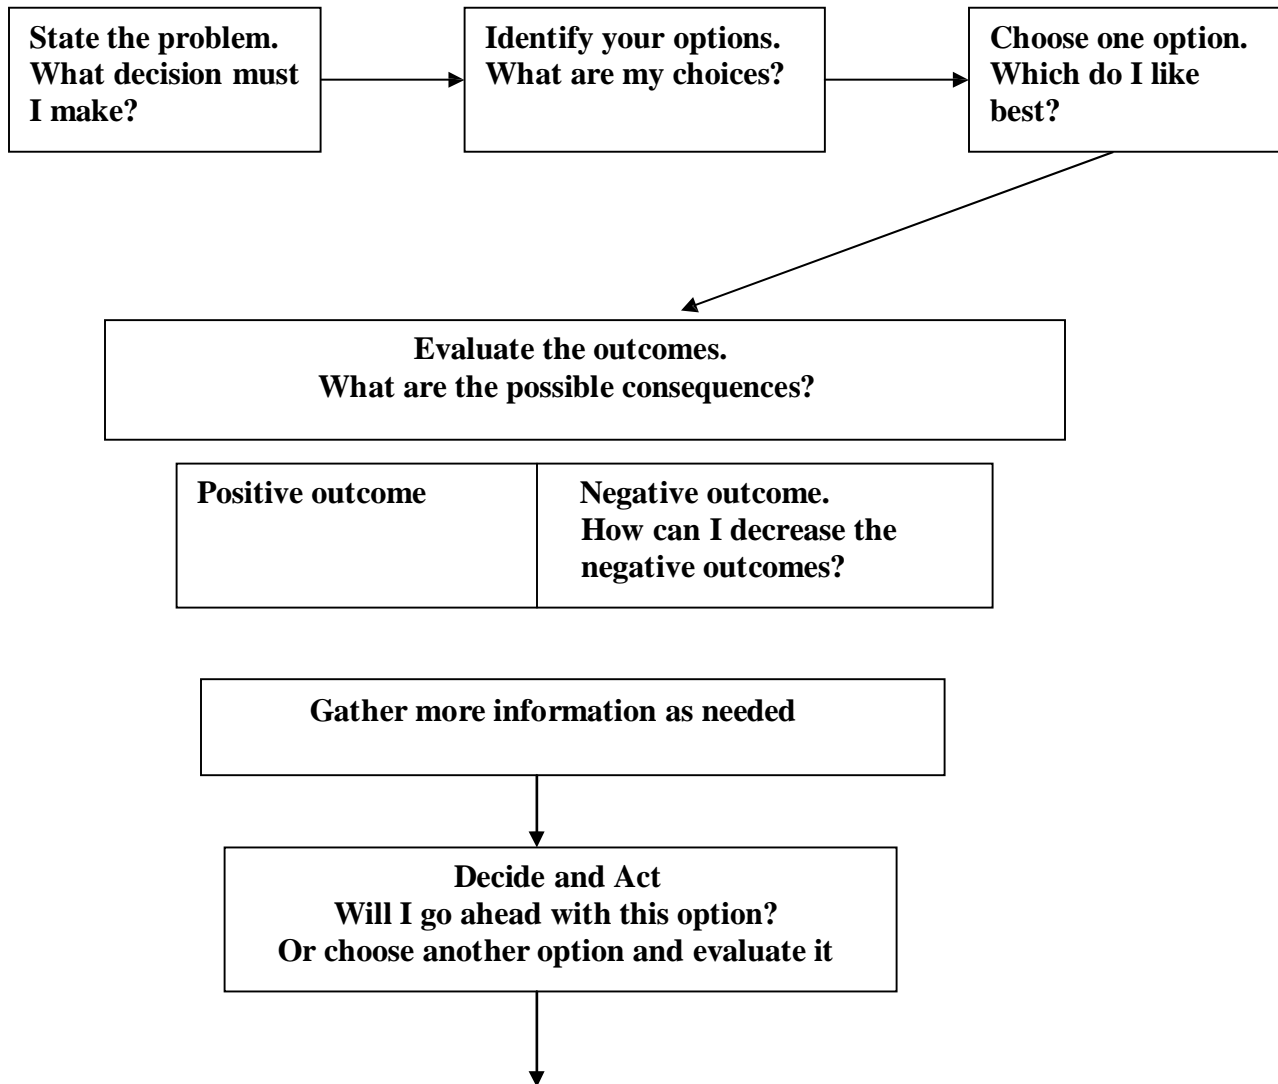 State the problem.
What decision must
I make?
Identify your options.
What are my choices?
Choose one option.
Which do I like
best?
Evaluate the outcomes.
What are the possible consequences?
Positive outcome
Negative outcome.
How can I decrease the
negative outcomes?
Gather more information as needed
Decide and Act
Will I go ahead with this option?
Or choose another option and evaluate it